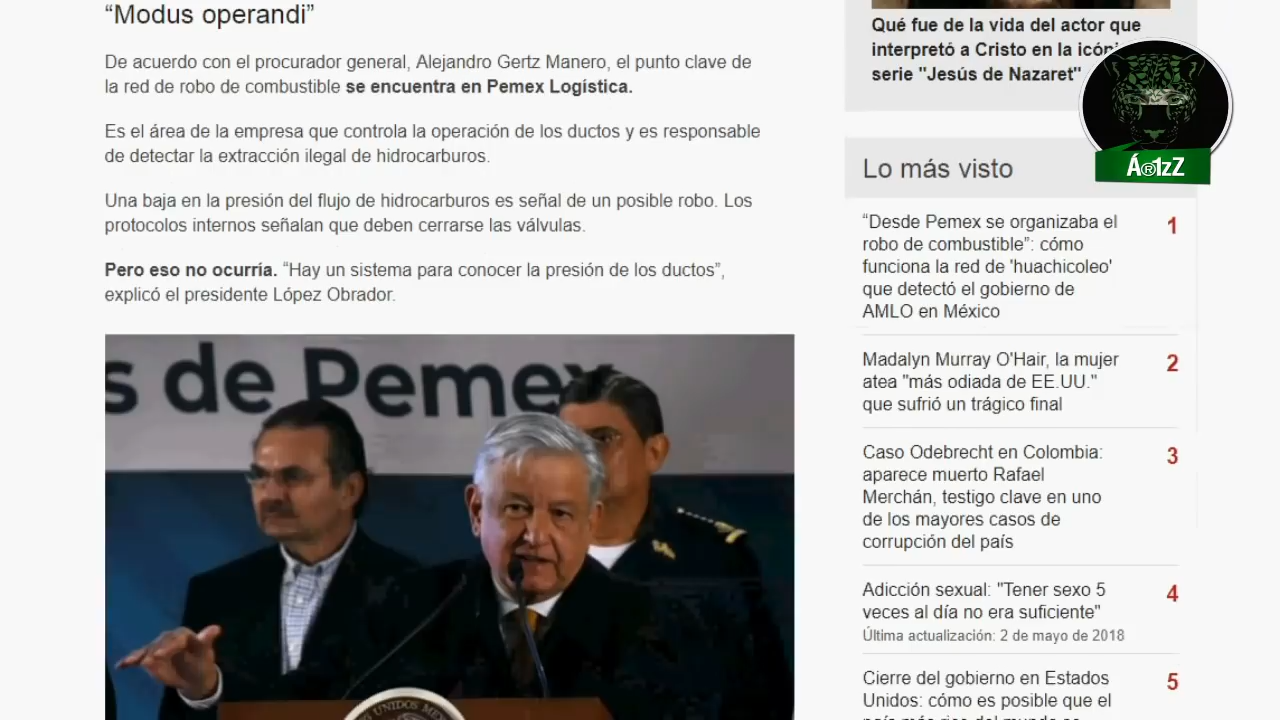 “Modus operandi”
De acuerdo con el procurador general, Alejandro Gertz Manero, el punto clave de
la red de robo de combustible se encuentra en Pemex Logística.
Es el área de la empresa que controla la operación de los ductos y es responsable
de detectar la extracción ilegal de hidrocarburos.
Una baja en la presión del flujo de hidrocarburos es señal de un posible robo. Los
protocolos internos señalan que deben cerrarse las válvulas.
Pero eso no ocurría. “Hay un sistema para conocer la presión de los ductos”,
explicó el presidente López Obrador.
s de Pemex
UNIDOS
Qué fue de la vida del actor que
interpretó a Cristo en la
serie "Jesús de Nazaret"
Á®1zZ
Lo más visto
“Desde Pemex se organizaba el
robo de combustible”: cómo
funciona la red de 'huachicoleo'
que detectó el gobierno de
AMLO en México
1
Madalyn Murray O'Hair, la mujer
atea "más odiada de EE.UU."
que sufrió un trágico final
2
Caso Odebrecht en Colombia:
aparece muerto Rafael
Merchán, testigo clave en uno
de los mayores casos de
corrupción del país
3
Adicción sexual: "Tener sexo 5
veces al día no era suficiente"
Última actualización: 2 de mayo de 2018
4
Cierre del gobierno en Estados
Unidos: cómo es posible que el
5